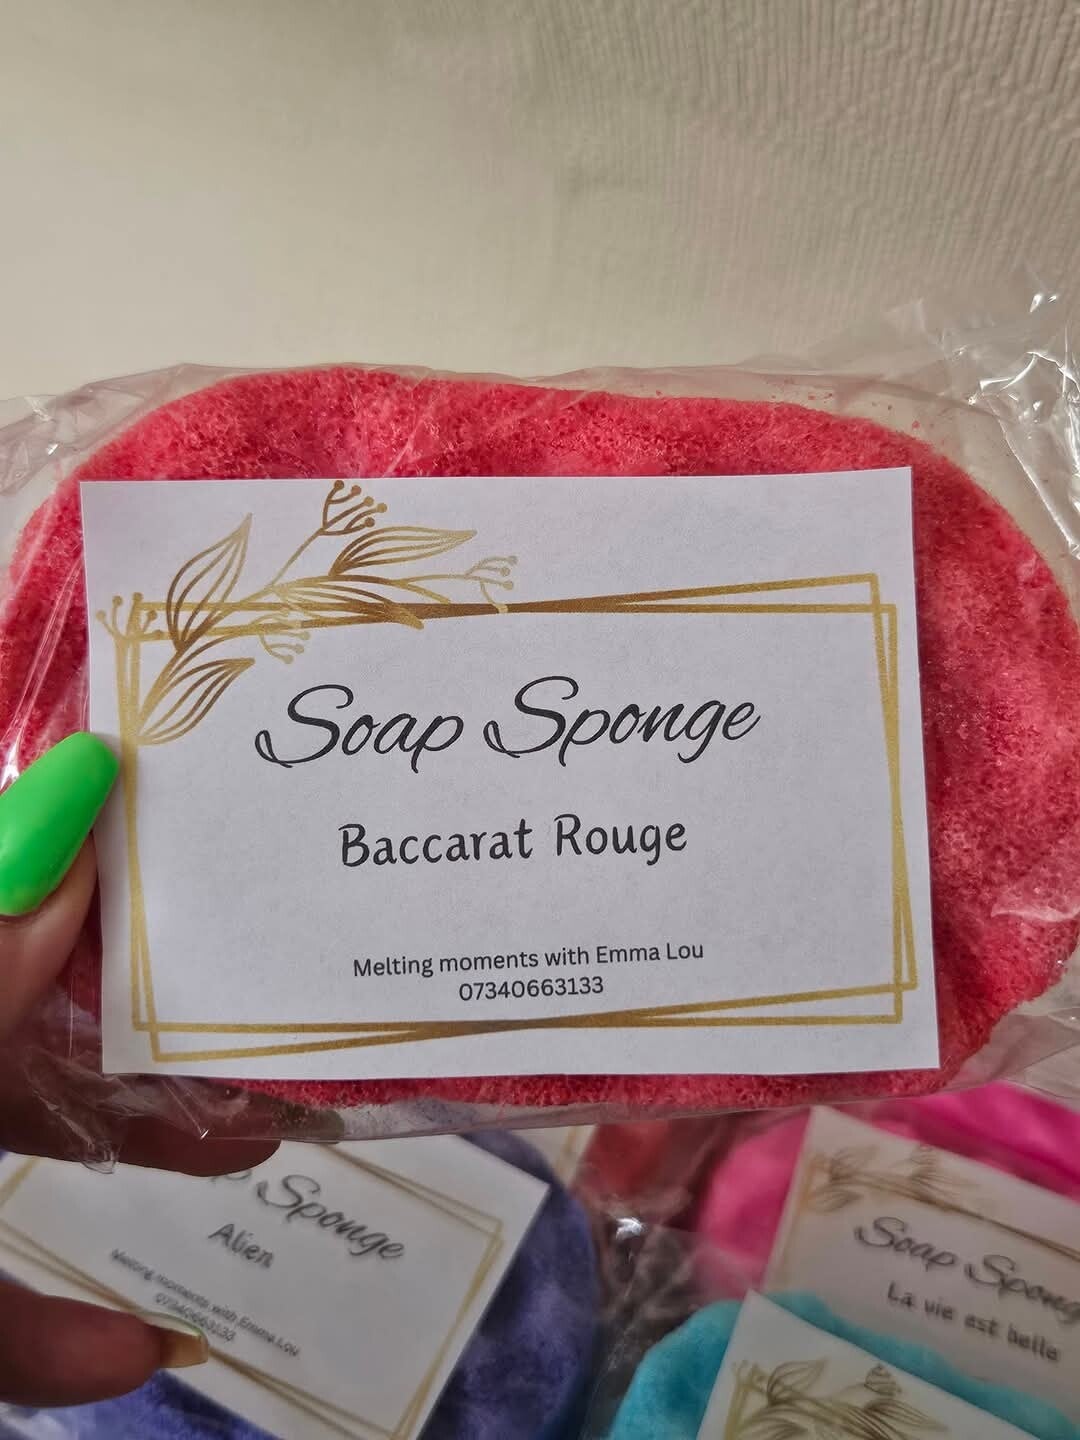 Soap Sponge
Baccarat Rouge
Melting moments with Emma Lou
07340663133
Sponge
Alien
Melting moments with Emma Lou
07340663133
Soap Sponge
La vie est belle